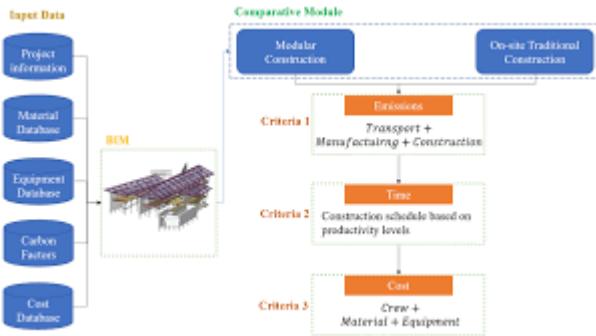 Input Data
Project
information
Material
Database
Equipment
Database
Carbon
Factors
Cost
Database
BIM
Comparative Module
Modular
Construction
On-site Traditional
Construction
Criteria 1
Emissions
Transport +
Manufactuirng + Construction
Criteria 2
Time
Construction schedule based on
productivity levels
Criteria 3
Cost
Crew +
Material + Equipment